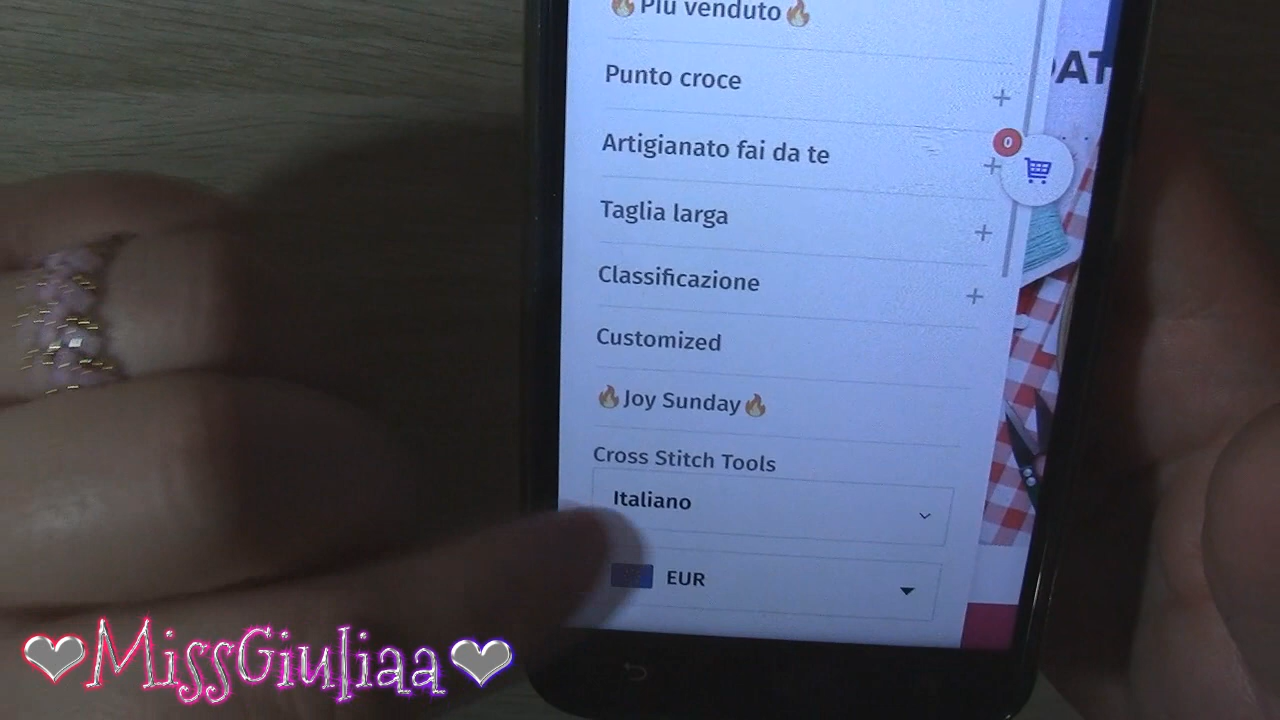 🔥Più venduto🔥
Punto croce
Artigianato fai da te
0
Taglia larga
Classificazione
Customized
🔥Joy Sunday🔥
Cross Stitch Tools
Italiano
EUR
❤MissGiuliaa❤